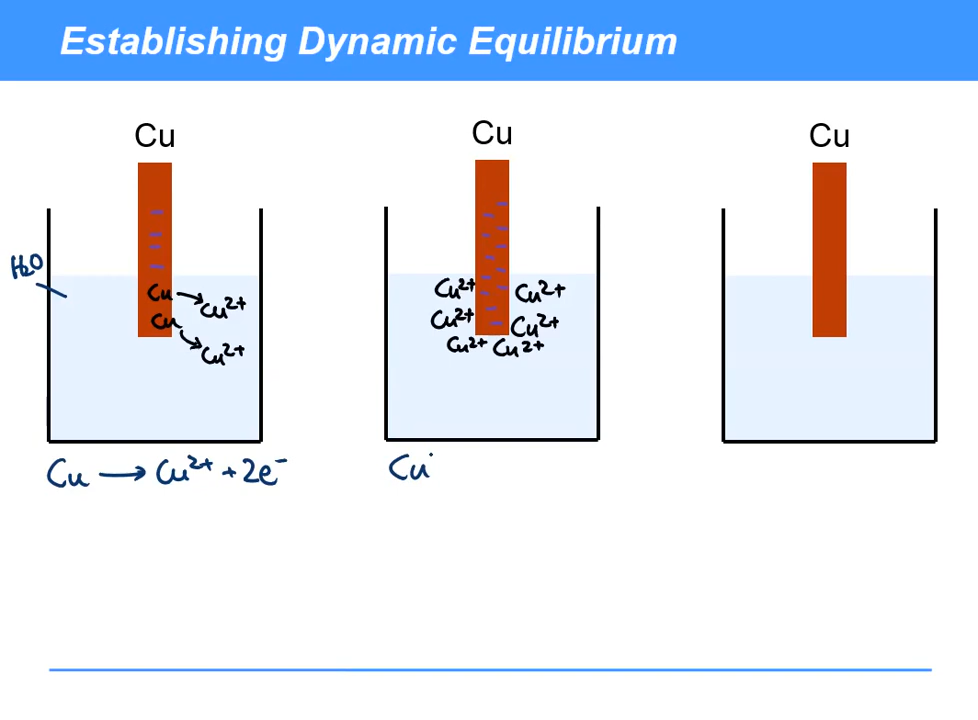 Establishing Dynamic Equilibrium
Cu
Cu
Cu
H2O
Cu → Cu²⁺
Cu → Cu²⁺
Cu²⁺ Cu²⁺
Cu²⁺ Cu²⁺
Cu²⁺ Cu²⁺
Cu → Cu²⁺ + 2e⁻
Cu